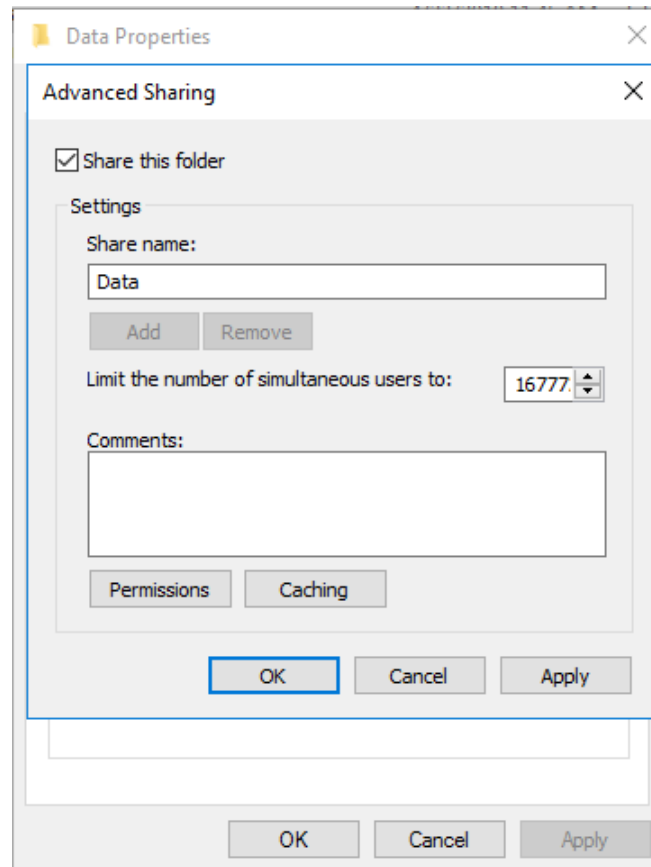 Data Properties
Advanced Sharing
Share this folder
Settings
Share name:
Data
Add Remove
Limit the number of simultaneous users to: 16777
Comments:
Permissions Caching
OK Cancel Apply
OK Cancel Apply